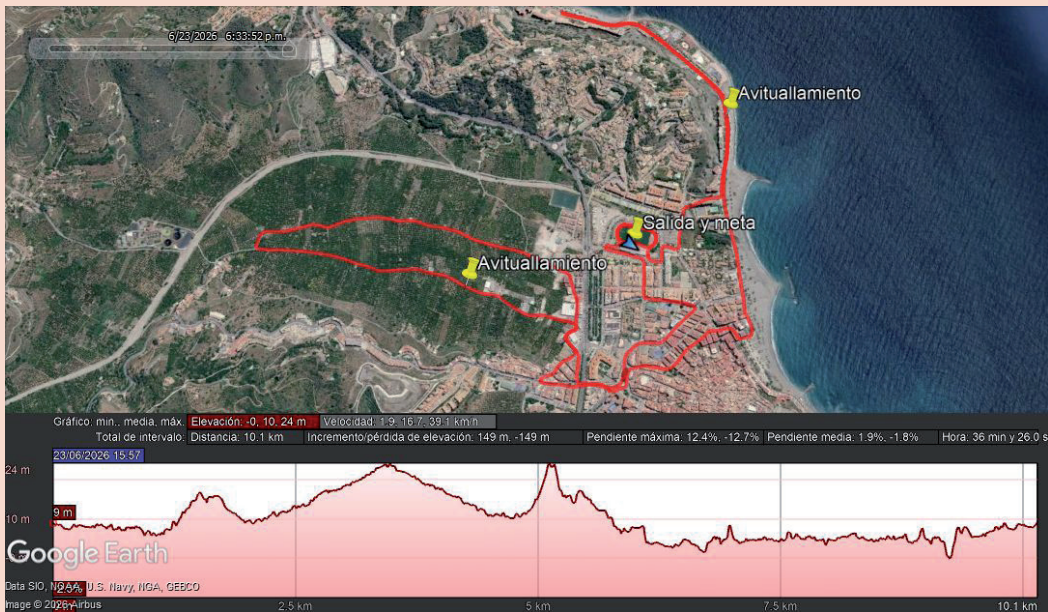 6/23/2026 6:33:52 p.m.
Avituallamiento
Salida y meta
Avituallamiento
Gráfico: min., media, máx. Elevación: -0, 10, 24 m Velocidad: 1.9, 16.7, 39.1 km/h
Total de intervalo: Distancia: 10.1 km Incremento/pérdida de elevación: 149 m, -149 m Pendiente máxima: 12.4%, -12.7% Pendiente media: 1.9%, -1.8% Hora: 36 min y 26.0 s
23/06/2026 15:57
24 m
9 m
10 m
Google Earth
Data SIO, NOAA, U.S. Navy, NGA, GEBCO
Image © 2026 Airbus
2.5 km
5 km
7.5 km
10.1 km